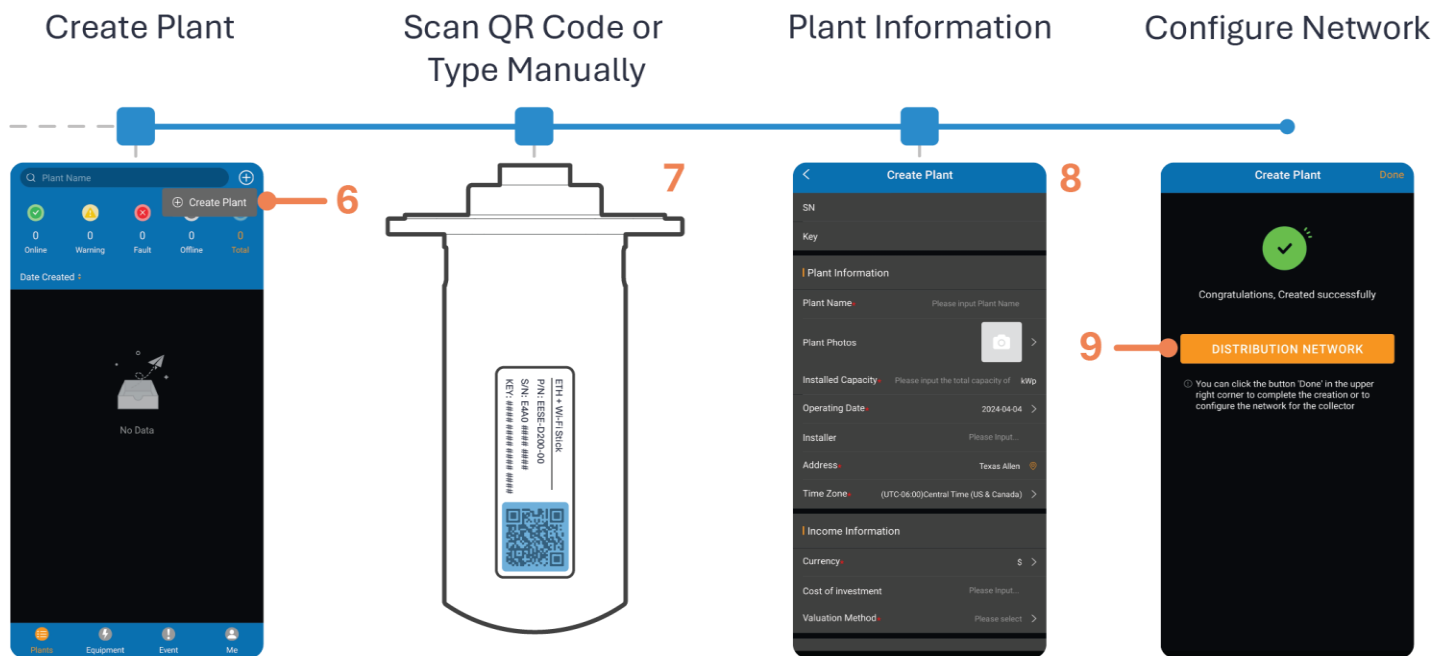 Create Plant
Scan QR Code or
Type Manually
Plant Information
Configure Network
Plant Name
Create Plant
6
0
0
0
0
0
Online
Warning
Fault
Offline
Total
Date Created
No Data
Plants
Equipment
Event
Me
7
ETH + Wi-Fi Stick
P/N: EESE-D200-00
S/N: E4A0 #### ####
KEY: #### #### #### ####
8
Create Plant
SN
Key
Plant Information
Plant Name* Please input Plant Name
Plant Photos
Installed Capacity* Please input the total capacity of kWp
Operating Date* 2024-04-04
Installer Please Input...
Address* Texas Allen
Time Zone* (UTC-06:00)Central Time (US & Canada)
Income Information
Currency* $
Cost of investment Please Input...
Valuation Method* Please select
9
Create Plant Done
Congratulations, Created successfully
DISTRIBUTION NETWORK
You can click the button 'Done' in the upper
right corner to complete the creation or to
configure the network for the collector